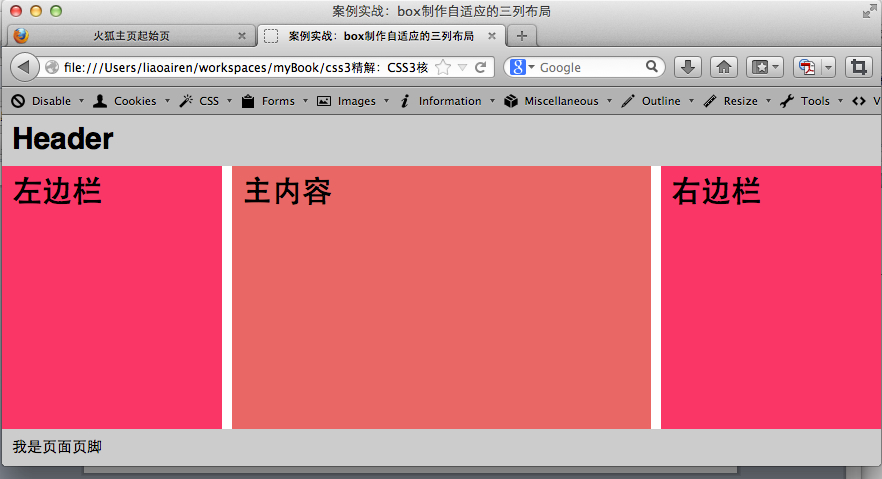 案例实战：box制作自适应的三列布局
火狐主页起始页
案例实战：box制作自适应的三列布局
file:///Users/liaoairen/workspaces/myBook/css3精解：CSS3核
Google
Disable Cookies CSS Forms Images Information Miscellaneous Outline Resize Tools V
Header
左边栏
主内容
右边栏
我是页面页脚